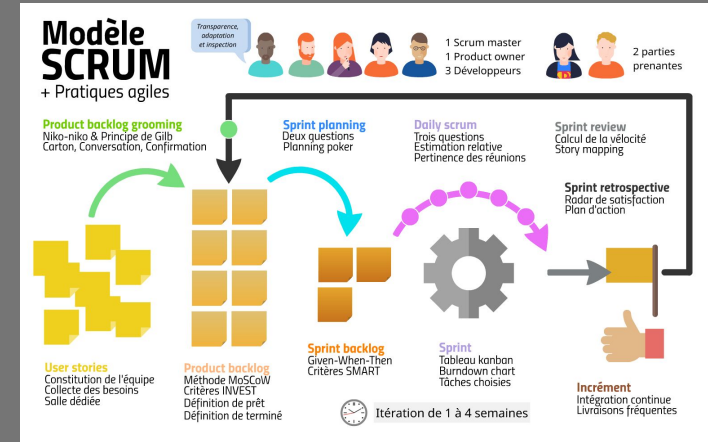 Modèle
SCRUM
+ Pratiques agiles
Transparence,
adaptation
et inspection
1 Scrum master
1 Product owner
3 Développeurs
2 parties
prenantes
Product backlog grooming
Niko-niko & Principe de Gilb
Carton, Conversation, Confirmation
Sprint planning
Deux questions
Planning poker
Daily scrum
Trois questions
Estimation relative
Pertinence des réunions
Sprint review
Calcul de la vélocité
Story mapping
Sprint retrospective
Radar de satisfaction
Plan d'action
User stories
Constitution de l'équipe
Collecte des besoins
Salle dédiée
Product backlog
Méthode MoSCoW
Critères INVEST
Définition de prêt
Définition de terminé
Sprint backlog
Given-When-Then
Critères SMART
Sprint
Tableau kanban
Burndown chart
Tâches choisies
Incrément
Intégration continue
Livraisons fréquentes
Itération de 1 à 4 semaines